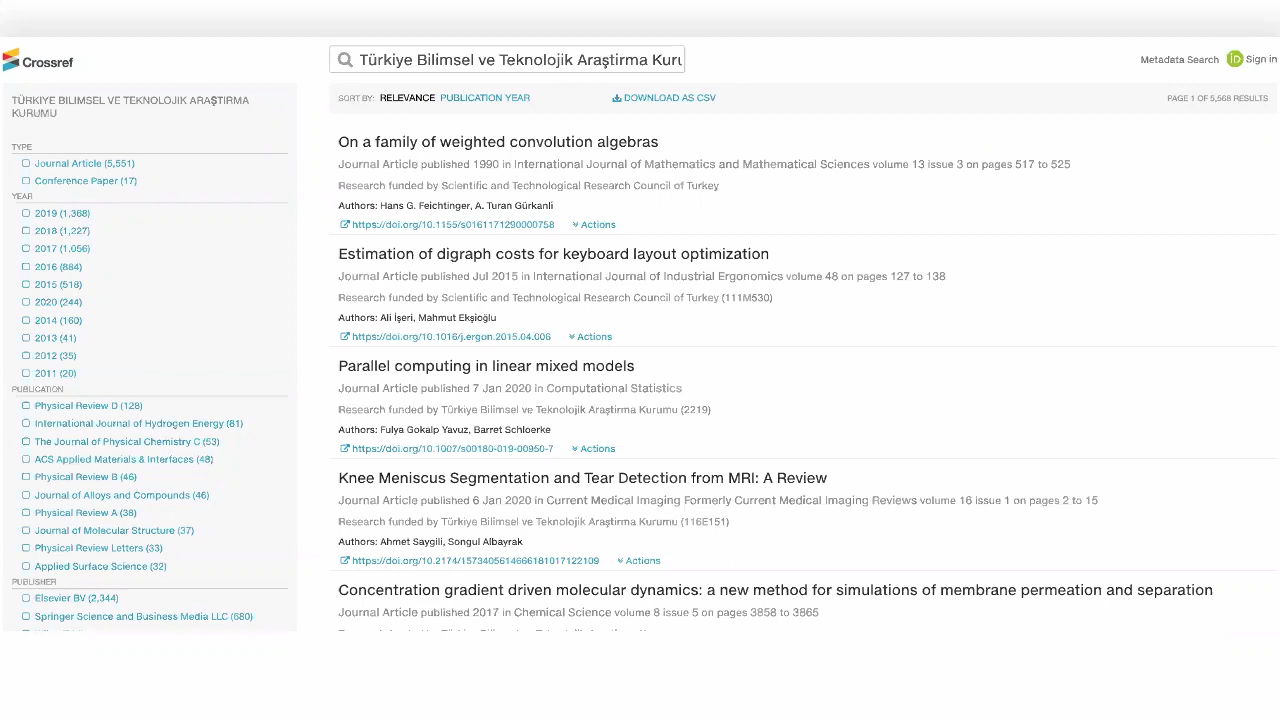 Crossref
Türkiye Bilimsel ve Teknolojik Araştırma Kuru
Metadata Search
iD
Sign in
TÜRKIYE BILIMSEL VE TEKNOLOJIK ARAŞTIRMA
KURUMU
TYPE
Journal Article (5,551)
Conference Paper (17)
YEAR
2019 (1,368)
2018 (1,227)
2017 (1,056)
2016 (884)
2015 (518)
2020 (244)
2014 (160)
2013 (41)
2012 (35)
2011 (20)
PUBLICATION
Physical Review D (128)
International Journal of Hydrogen Energy (81)
The Journal of Physical Chemistry C (53)
ACS Applied Materials & Interfaces (48)
Physical Review B (46)
Journal of Alloys and Compounds (46)
Physical Review A (38)
Journal of Molecular Structure (37)
Physical Review Letters (33)
Applied Surface Science (32)
PUBLISHER
Elsevier BV (2,344)
Springer Science and Business Media LLC (680)
SORT BY: RELEVANCE PUBLICATION YEAR
DOWNLOAD AS CSV
PAGE 1 OF 5,568 RESULTS
On a family of weighted convolution algebras
Journal Article published 1990 in International Journal of Mathematics and Mathematical Sciences volume 13 issue 3 on pages 517 to 525
Research funded by Scientific and Technological Research Council of Turkey
Authors: Hans G. Feichtinger, A. Turan Gürkanli
https://doi.org/10.1155/s0161171290000758 Actions
Estimation of digraph costs for keyboard layout optimization
Journal Article published Jul 2015 in International Journal of Industrial Ergonomics volume 48 on pages 127 to 138
Research funded by Scientific and Technological Research Council of Turkey (111M530)
Authors: Ali İşeri, Mahmut Ekşioğlu
https://doi.org/10.1016/j.ergon.2015.04.006 Actions
Parallel computing in linear mixed models
Journal Article published 7 Jan 2020 in Computational Statistics
Research funded by Türkiye Bilimsel ve Teknolojik Araştırma Kurumu (2219)
Authors: Fulya Gokalp Yavuz, Barret Schloerke
https://doi.org/10.1007/s00180-019-00950-7 Actions
Knee Meniscus Segmentation and Tear Detection from MRI: A Review
Journal Article published 6 Jan 2020 in Current Medical Imaging Formerly Current Medical Imaging Reviews volume 16 issue 1 on pages 2 to 15
Research funded by Türkiye Bilimsel ve Teknolojik Araştırma Kurumu (116E151)
Authors: Ahmet Saygili, Songul Albayrak
https://doi.org/10.2174/1573405614666181017122109 Actions
Concentration gradient driven molecular dynamics: a new method for simulations of membrane permeation and separation
Journal Article published 2017 in Chemical Science volume 8 issue 5 on pages 3858 to 3865